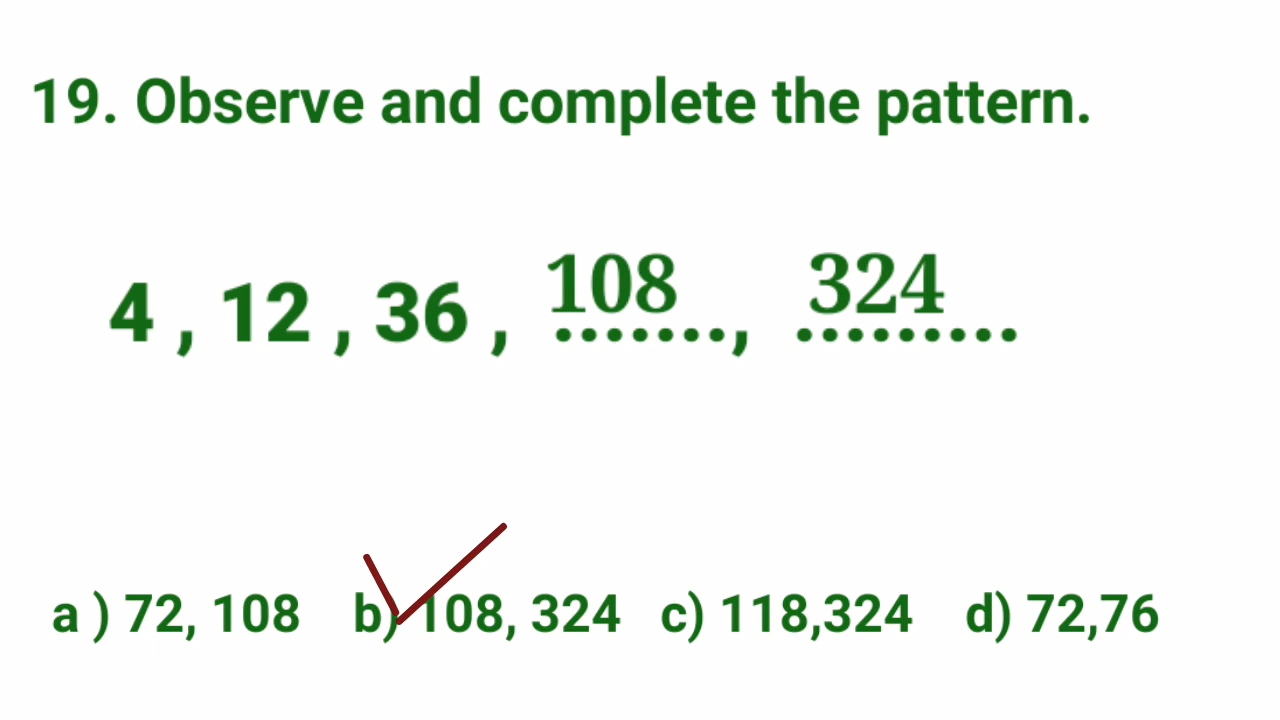 19. Observe and complete the pattern.
4 , 12 , 36 , 108 ......., 324 .........
a ) 72, 108 b) 108, 324 c) 118,324 d) 72,76